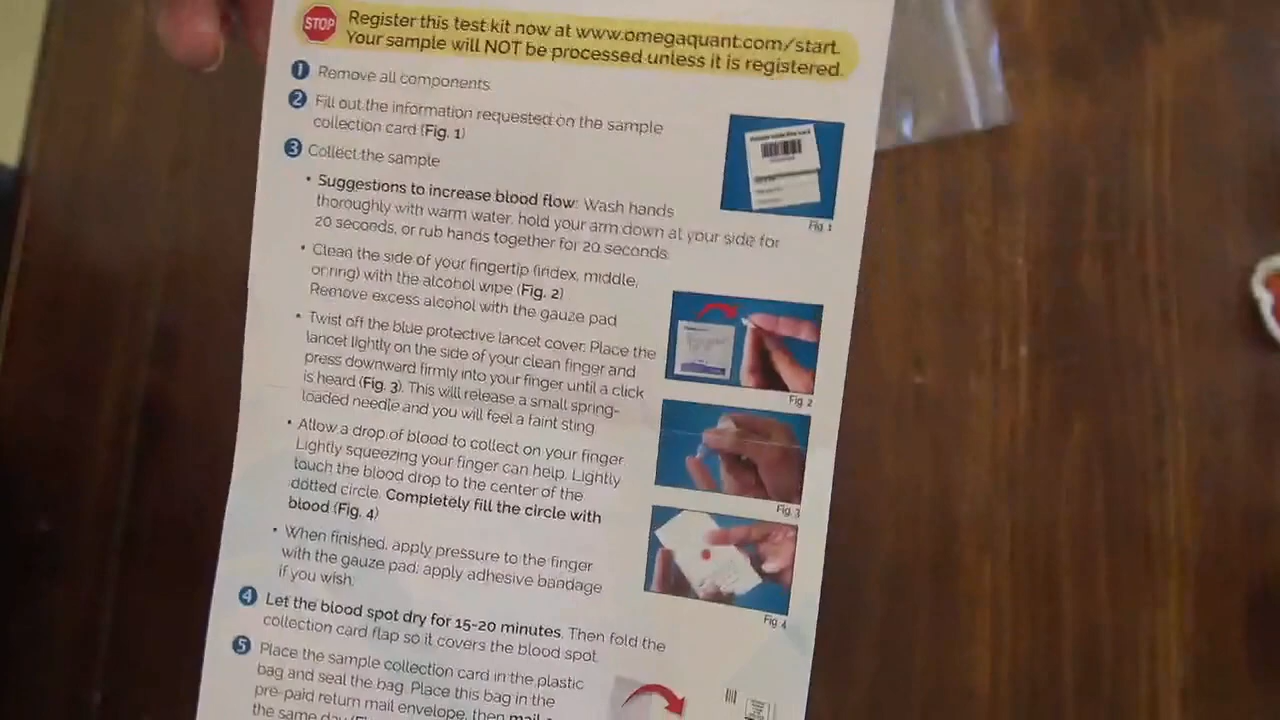 STOP
Register this test kit now at www.omegaquant.com/start.
Your sample will NOT be processed unless it is registered.
1 Remove all components
2 Fill out the information requested on the sample
collection card (Fig. 1)
3 Collect the sample
• Suggestions to increase blood flow: Wash hands
thoroughly with warm water, hold your arm down at your side for
20 seconds, or rub hands together for 20 seconds.
Fig. 1
• Clean the side of your fingertip (index, middle,
or ring) with the alcohol wipe (Fig. 2)
Remove excess alcohol with the gauze pad
• Twist off the blue protective lancet cover. Place the
lancet lightly on the side of your clean finger and
press downward firmly into your finger until a click
is heard (Fig. 3). This will release a small spring-
loaded needle and you will feel a faint sting
Fig. 2
• Allow a drop of blood to collect on your finger.
Lightly squeezing your finger can help. Lightly
touch the blood drop to the center of the
dotted circle. Completely fill the circle with
blood (Fig. 4)
Fig. 3
• When finished, apply pressure to the finger
with the gauze pad; apply adhesive bandage
if you wish.
Fig. 4
4 Let the blood spot dry for 15-20 minutes. Then fold the
collection card flap so it covers the blood spot.
5 Place the sample collection card in the plastic
bag and seal the bag. Place this bag in the
pre-paid return mail envelope, then mail
the same day